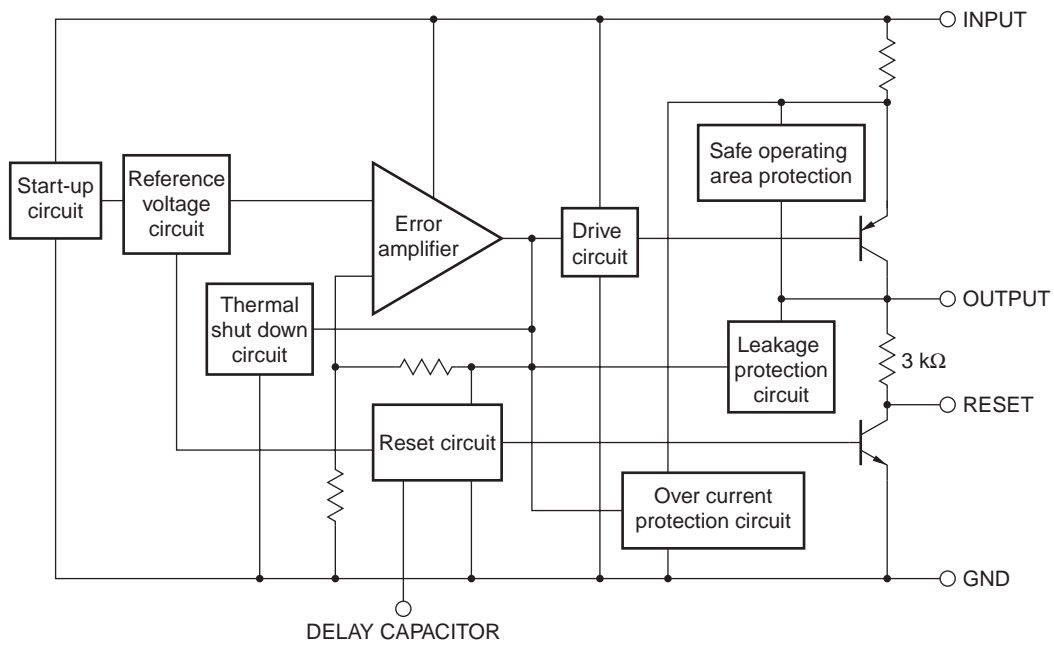 INPUT
Safe operating
area protection
Start-up
circuit
Reference
voltage
circuit
Error
amplifier
Drive
circuit
OUTPUT
Thermal
shut down
circuit
Leakage
protection
circuit
3 kΩ
RESET
Reset circuit
Over current
protection circuit
GND
DELAY CAPACITOR